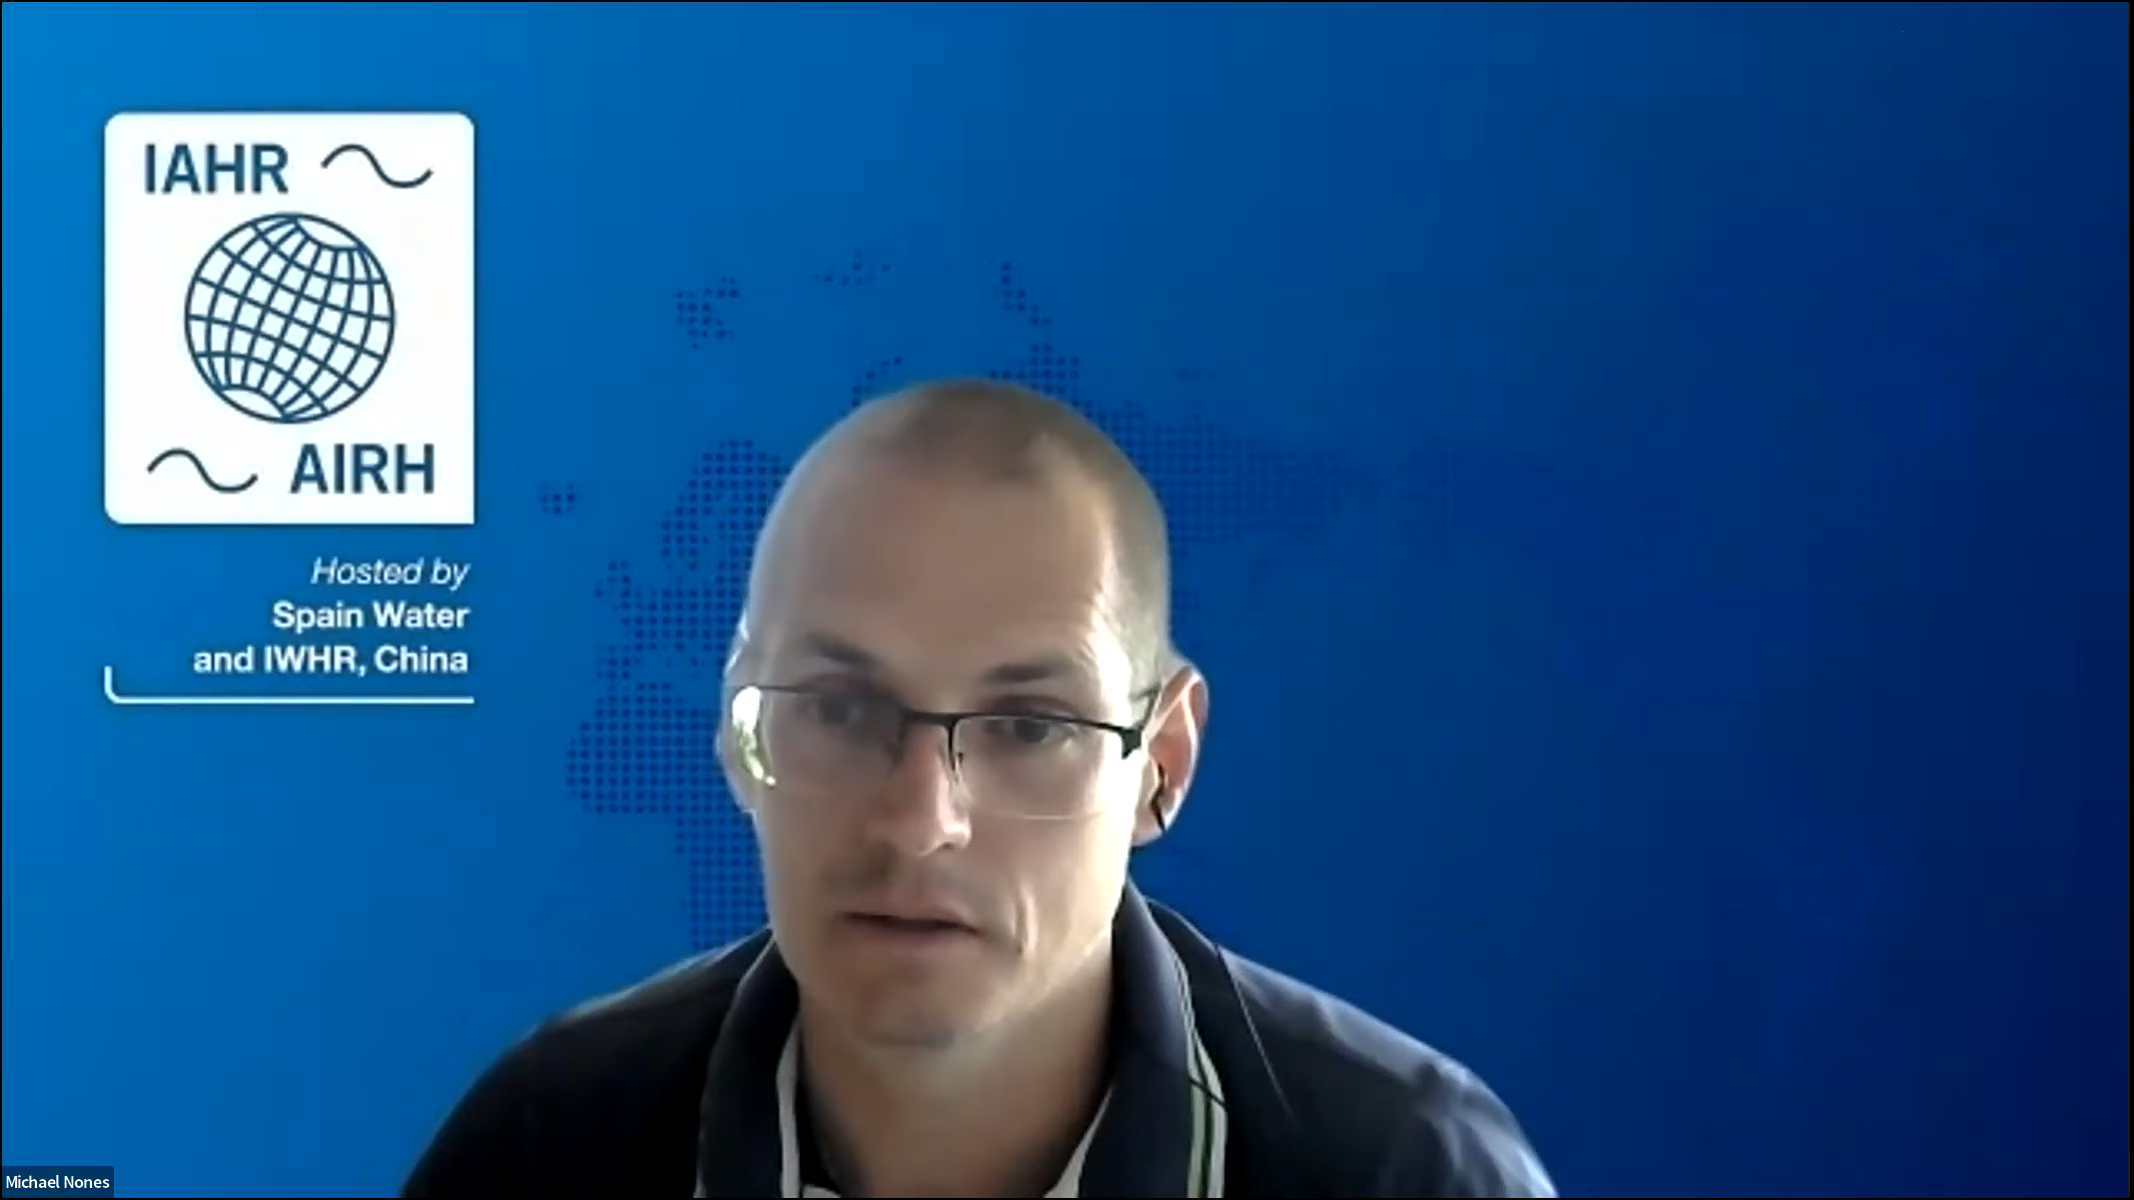 IAHR
AIRH
Hosted by
Spain Water
and IWHR, China
Michael Nones